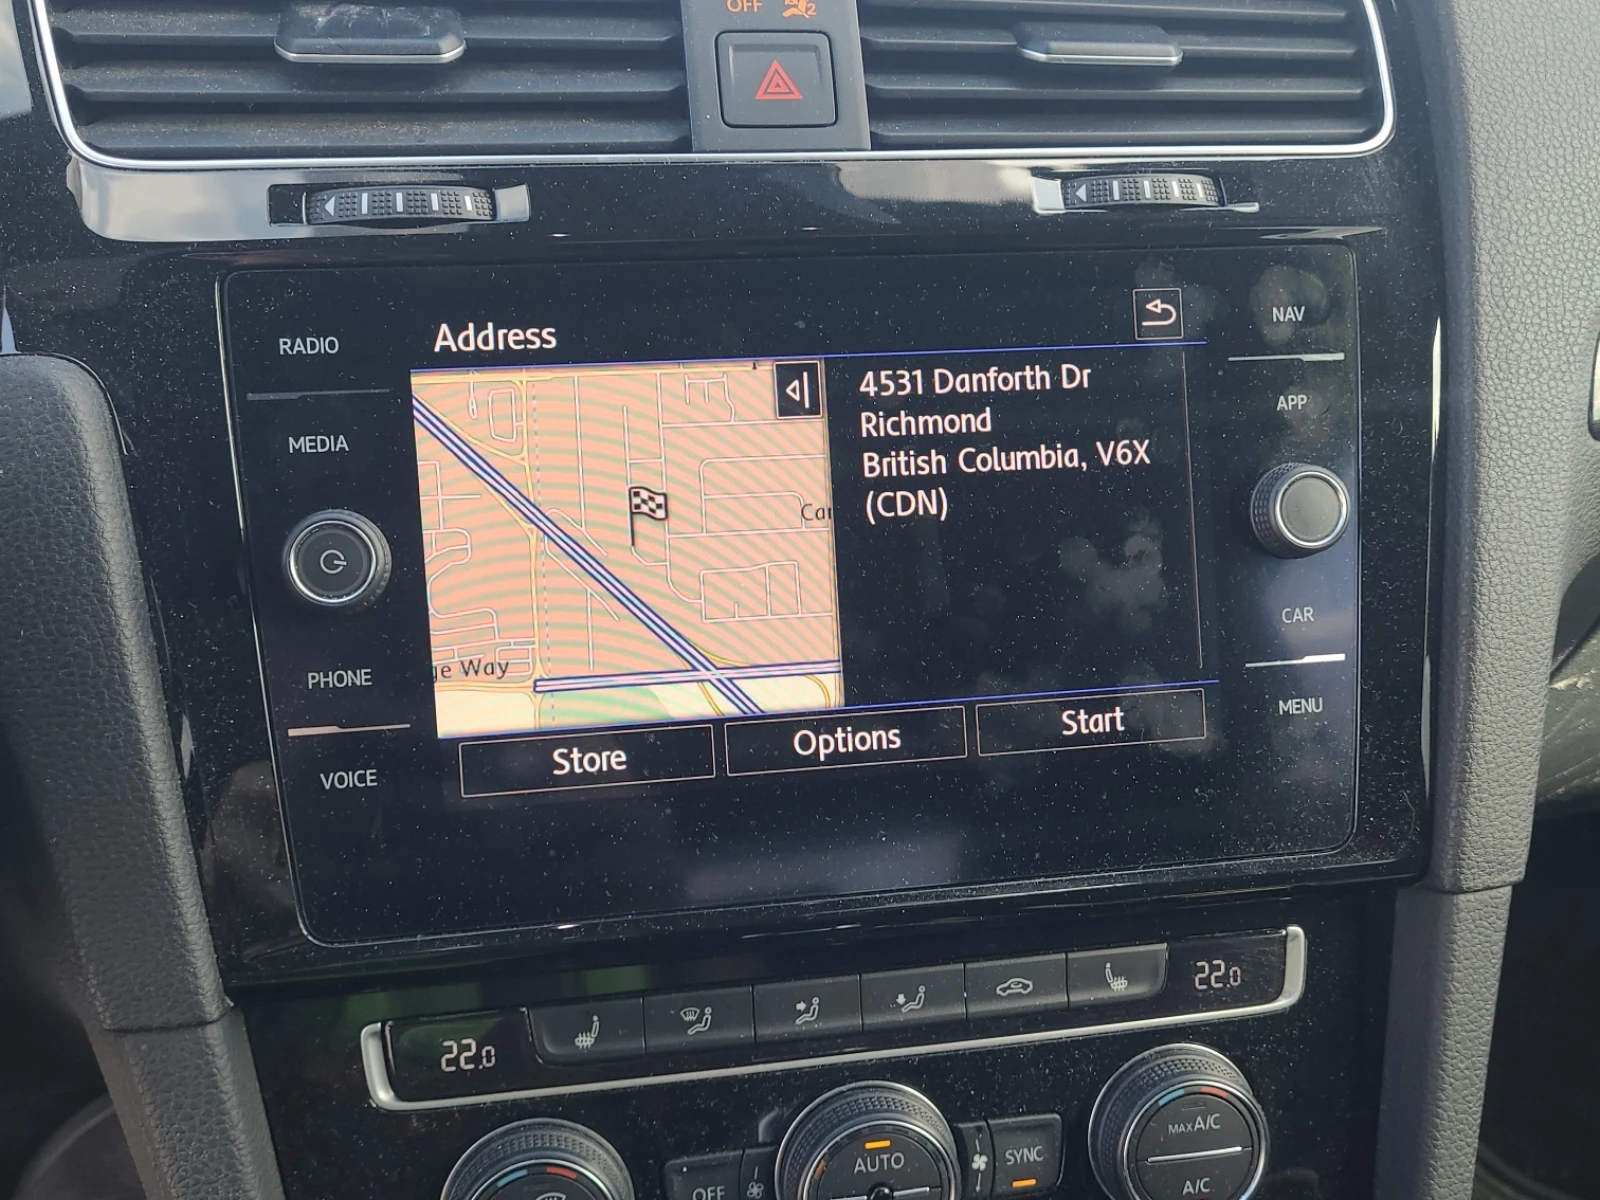 OFF
2
RADIO
MEDIA
PHONE
VOICE
Address
4531 Danforth Dr
Richmond
British Columbia, V6X
(CDN)
Car
e Way
Store
Options
Start
NAV
APP
CAR
MENU
22.0
22.0
AUTO
OFF
SYNC
MAX A/C
A/C